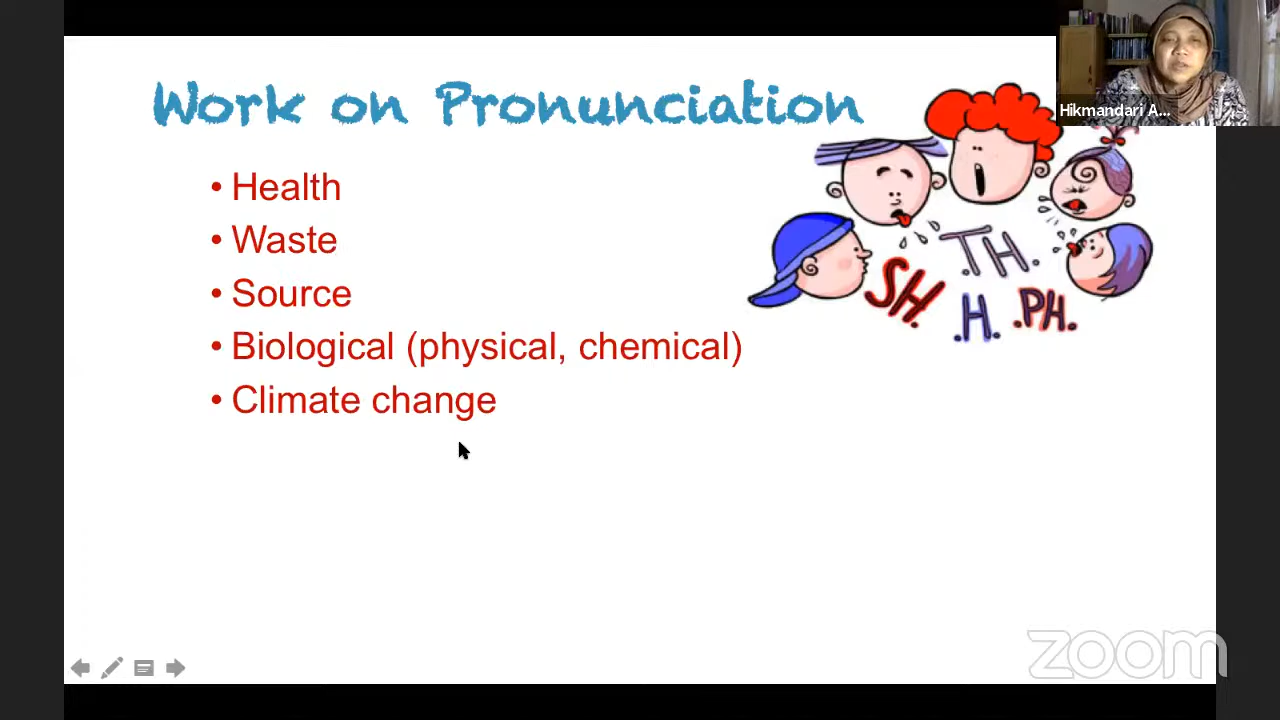 Work on Pronunciation
Hikmandari A...
• Health
• Waste
• Source
• Biological (physical, chemical)
• Climate change
TH.
SH.
.H.
.PH.
zoom